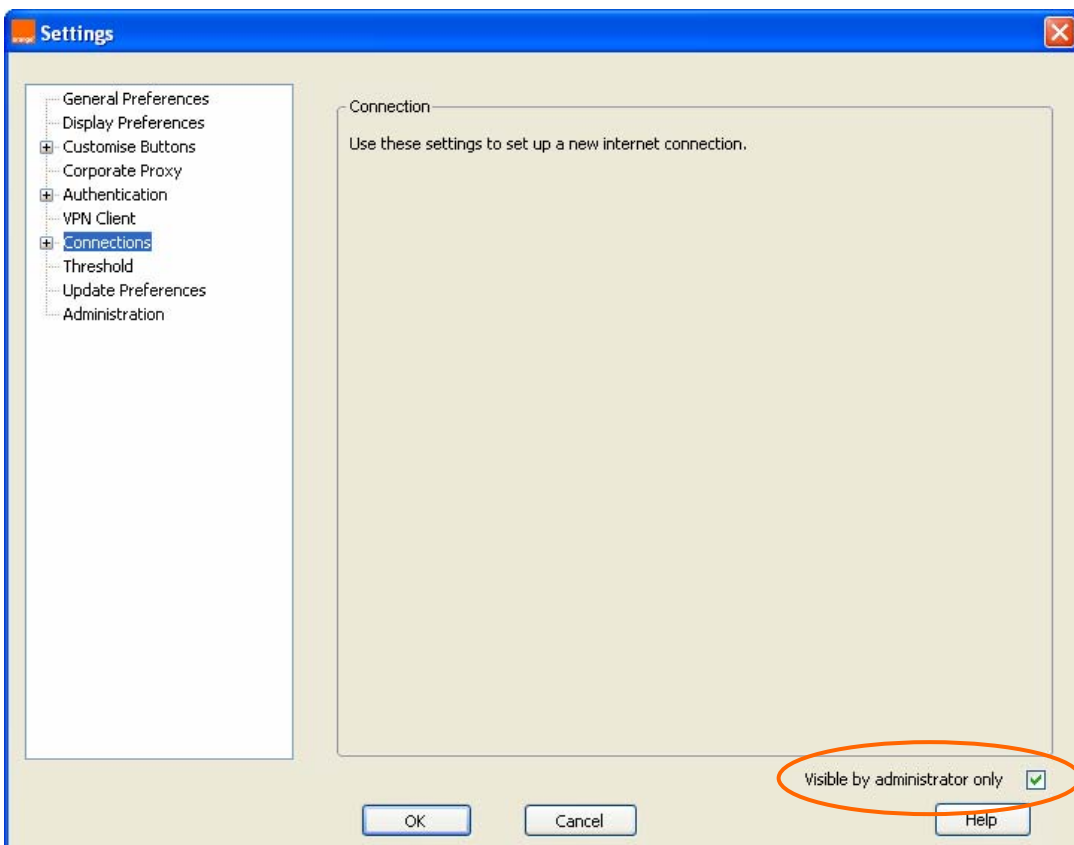 Settings
General Preferences
Display Preferences
Customise Buttons
Corporate Proxy
Authentication
VPN Client
Connections
Threshold
Update Preferences
Administration
Connection
Use these settings to set up a new internet connection.
Visible by administrator only
OK
Cancel
Help